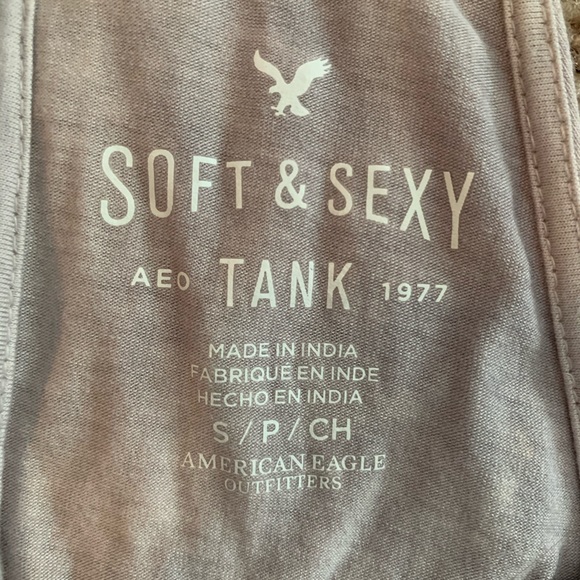 SOFT & SEXY
AEO TANK 1977
MADE IN INDIA
FABRIQUÉ EN INDE
HECHO EN INDIA
S / P / CH
AMERICAN EAGLE
OUTFITTERS